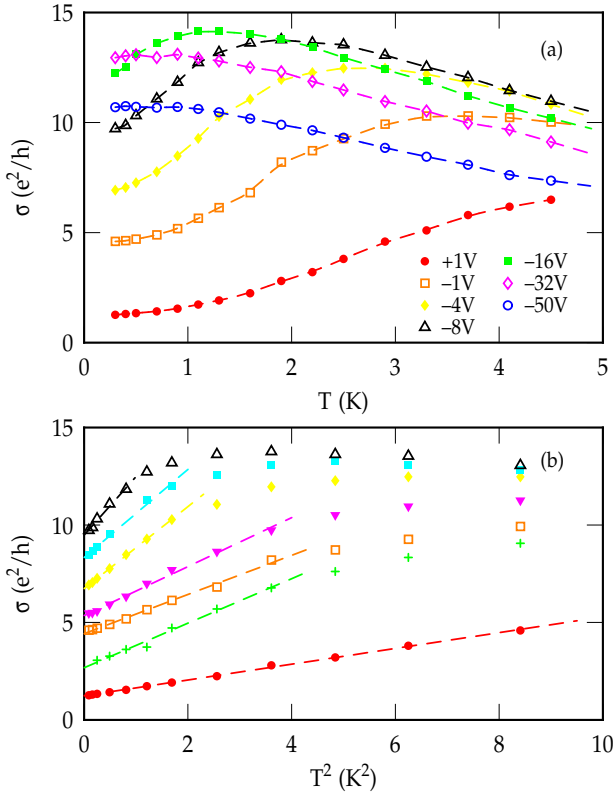 15
10
5
0
σ (e²/h)
(a)
+1V
–1V
–4V
–8V
–16V
–32V
–50V
0 1 2 3 4 5
T (K)
15
10
5
0
σ (e²/h)
(b)
0 2 4 6 8 10
T² (K²)